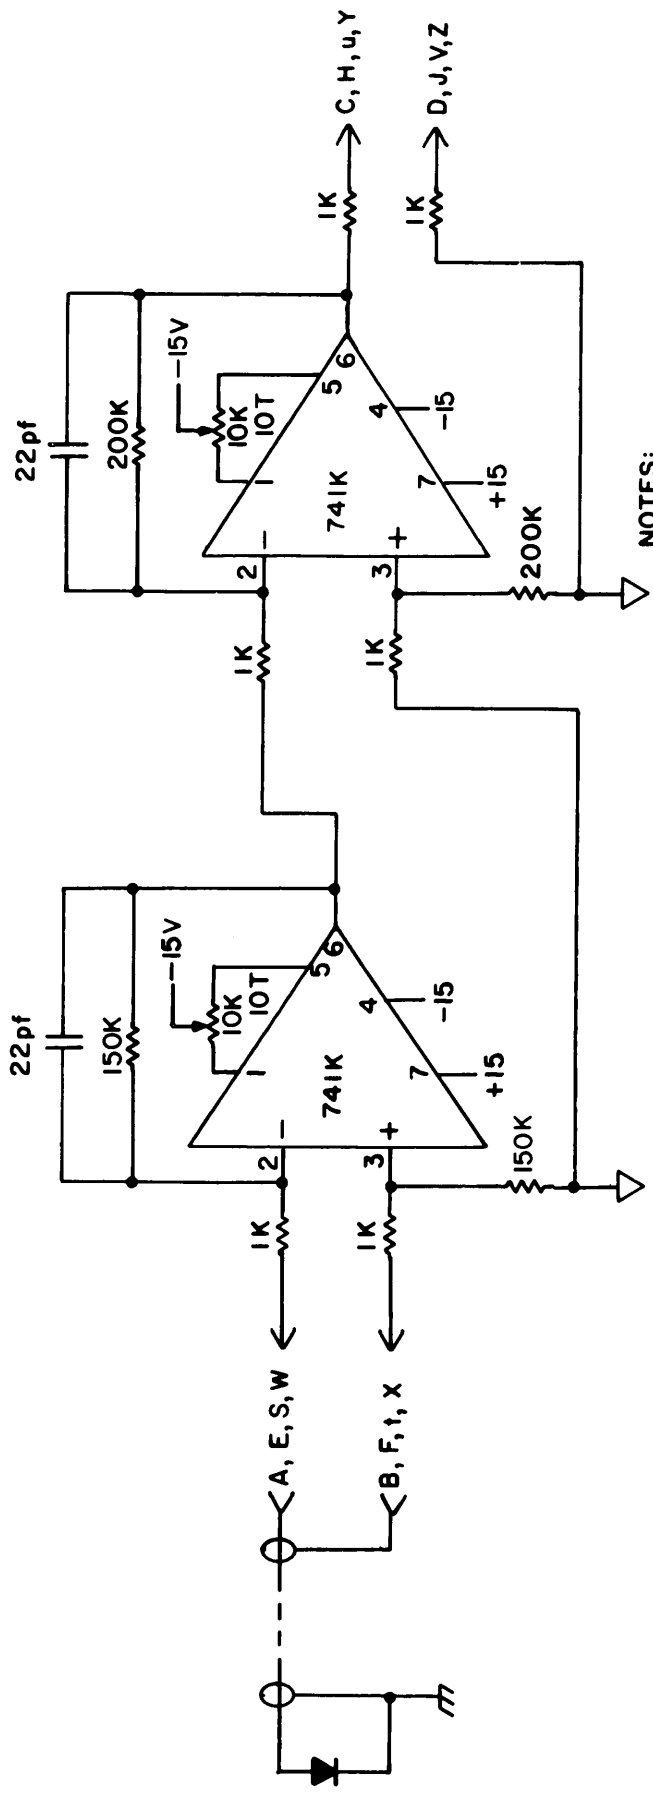 A, E, S, W
B, F, t, X
1K
1K
2
3
−
+
741K
1
5
6
7
4
+15
-15
10K
10T
-15V
150K
22pf
150K
1K
1K
2
3
−
+
741K
1
5
6
7
4
+15
-15
10K
10T
-15V
200K
22pf
200K
1K
1K
C, H, u, Y
D, J, V, Z
NOTES: